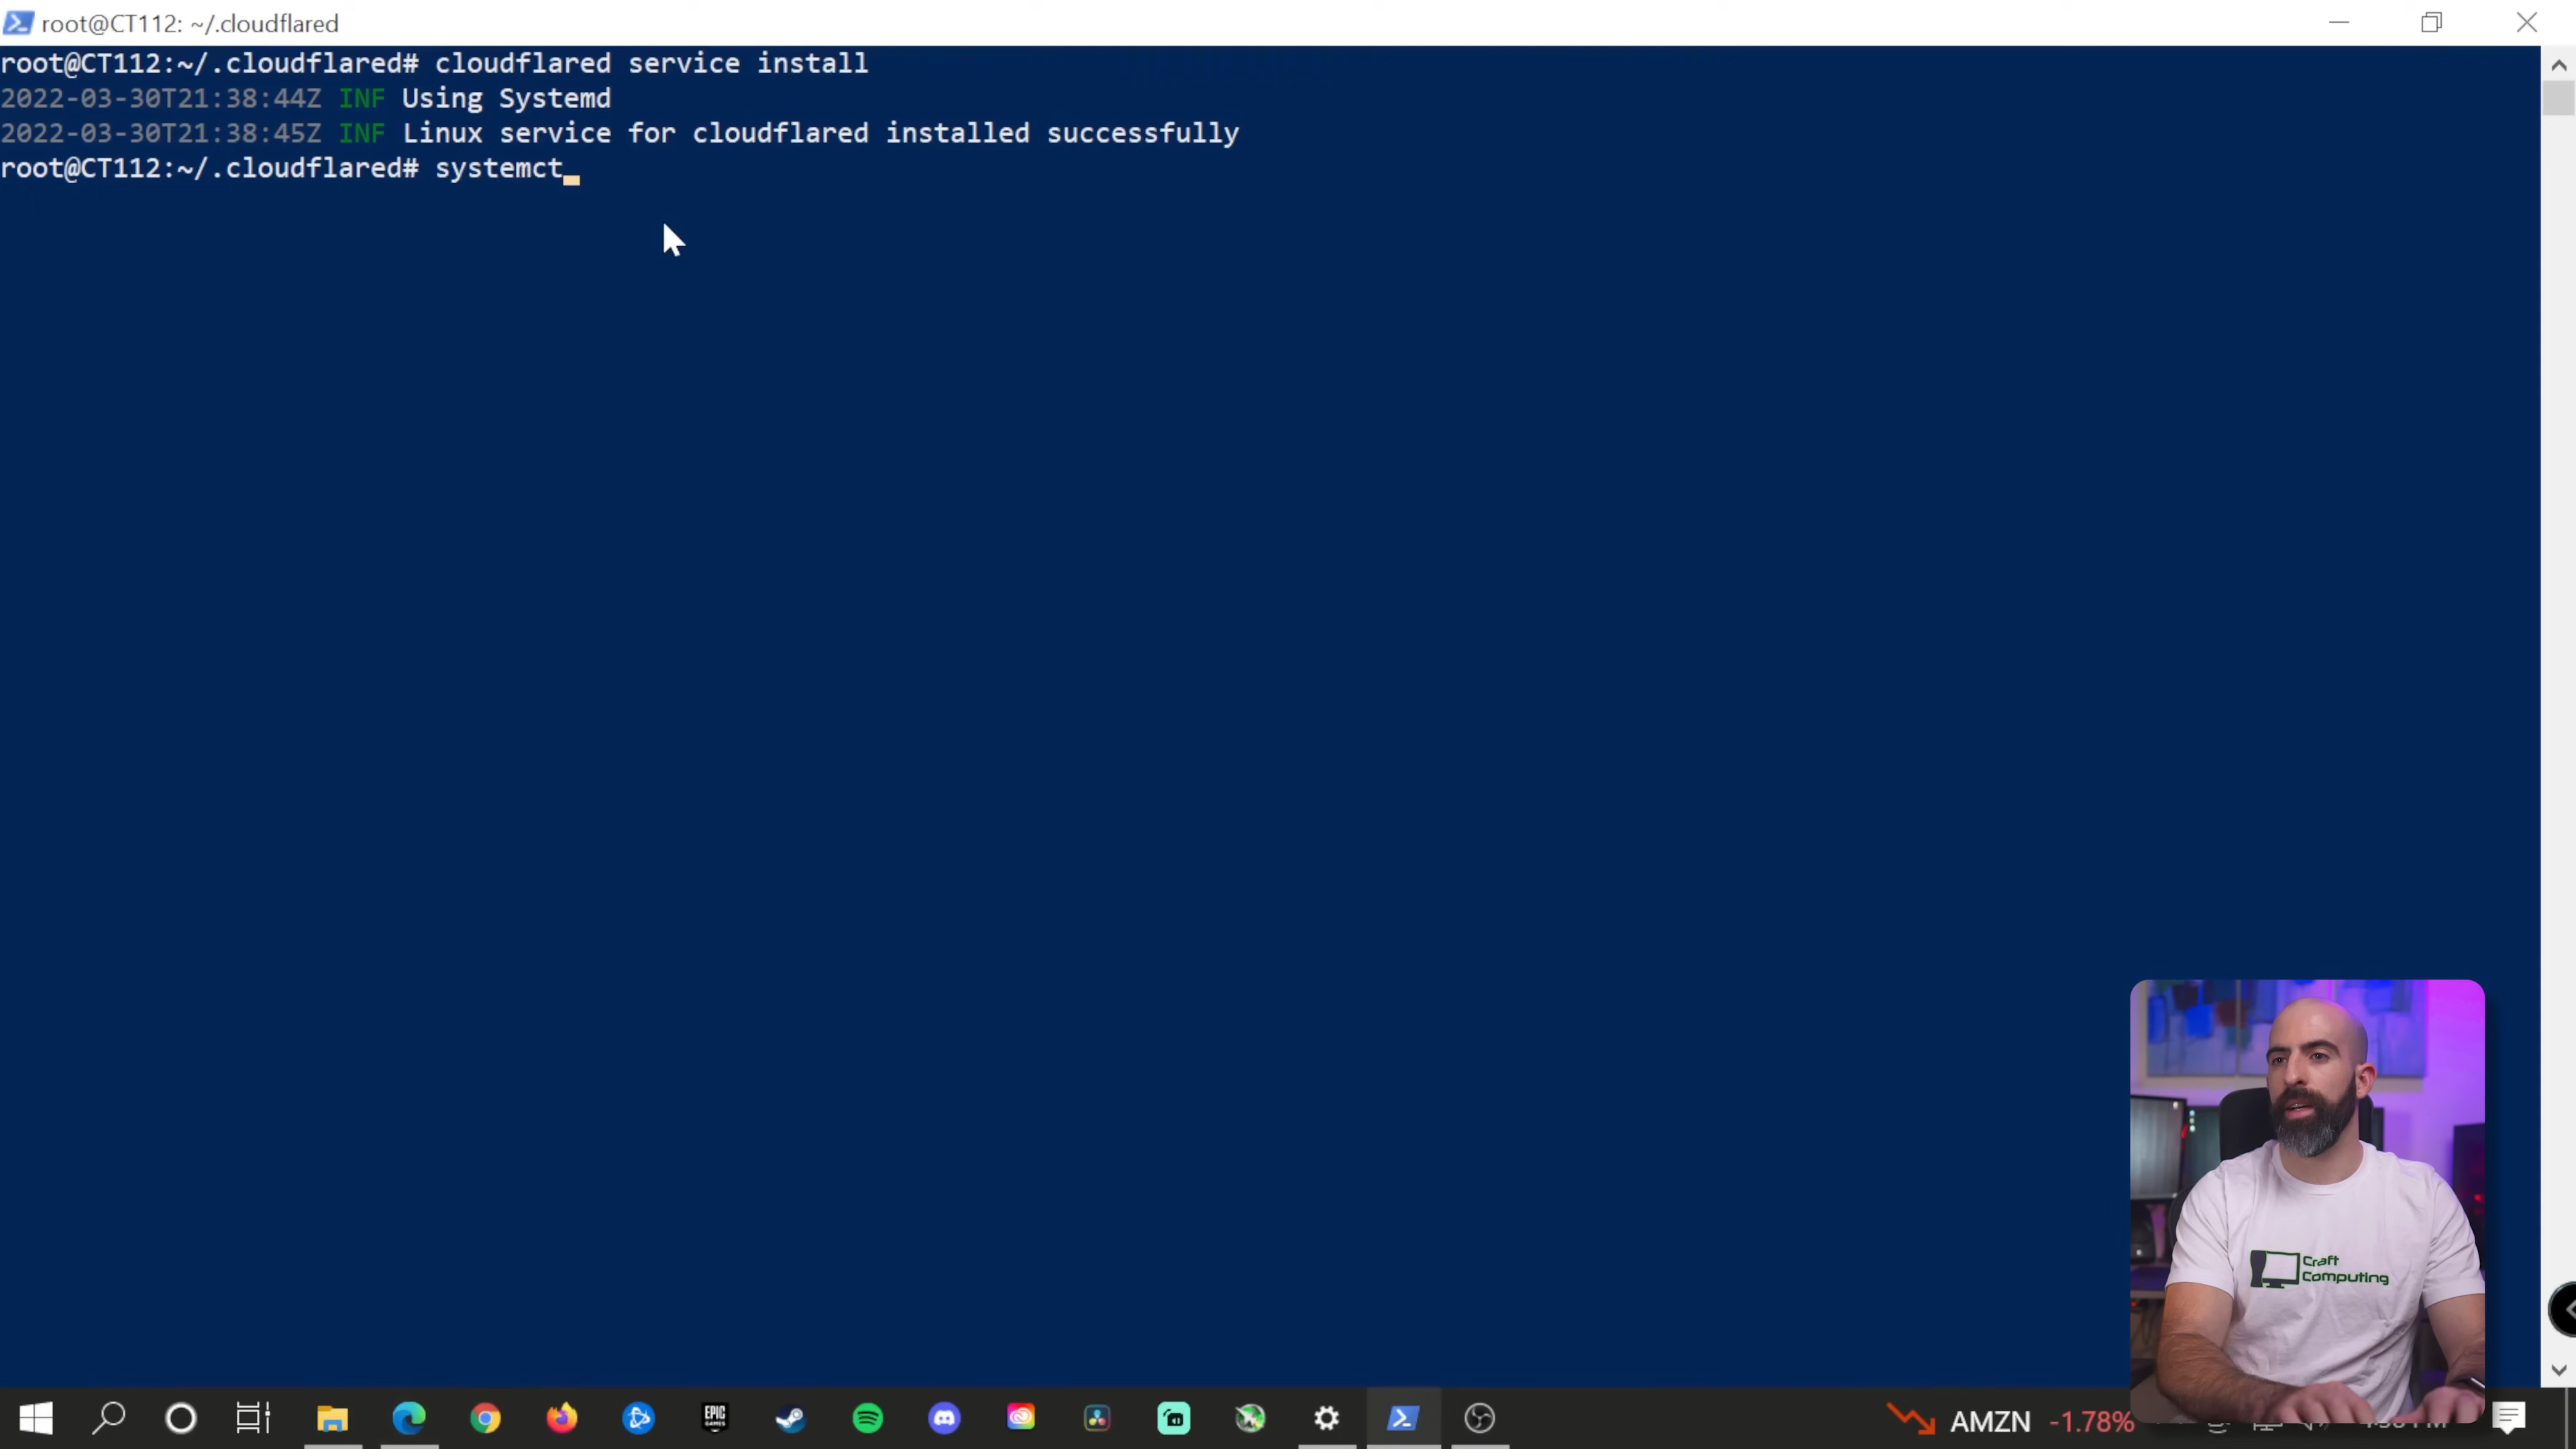 root@CT112: ~/.cloudflared
root@CT112:~/.cloudflared# cloudflared service install
2022-03-30T21:38:44Z INF Using Systemd
2022-03-30T21:38:45Z INF Linux service for cloudflared installed successfully
root@CT112:~/.cloudflared# systemct
Craft
Computing
EPIC
GAMES
AMZN -1.78%